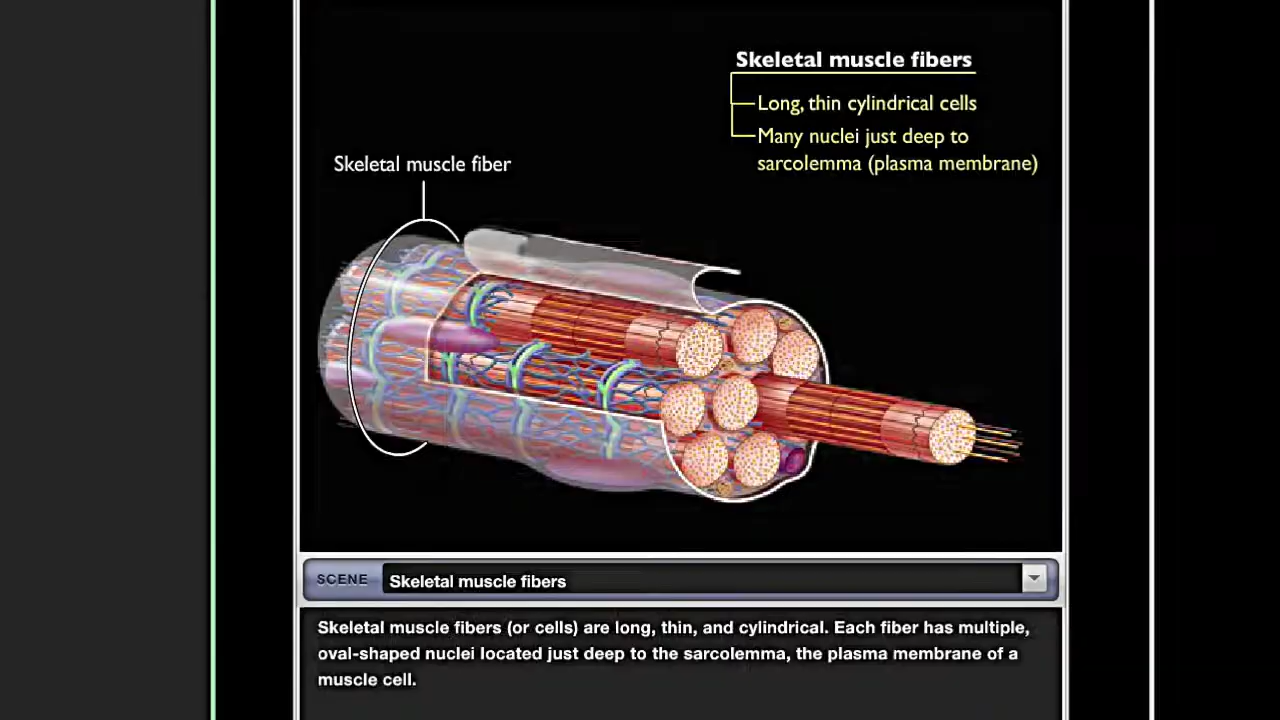 Skeletal muscle fibers
Long, thin cylindrical cells
Many nuclei just deep to
sarcolemma (plasma membrane)
Skeletal muscle fiber
SCENE
Skeletal muscle fibers
Skeletal muscle fibers (or cells) are long, thin, and cylindrical. Each fiber has multiple,
oval-shaped nuclei located just deep to the sarcolemma, the plasma membrane of a
muscle cell.